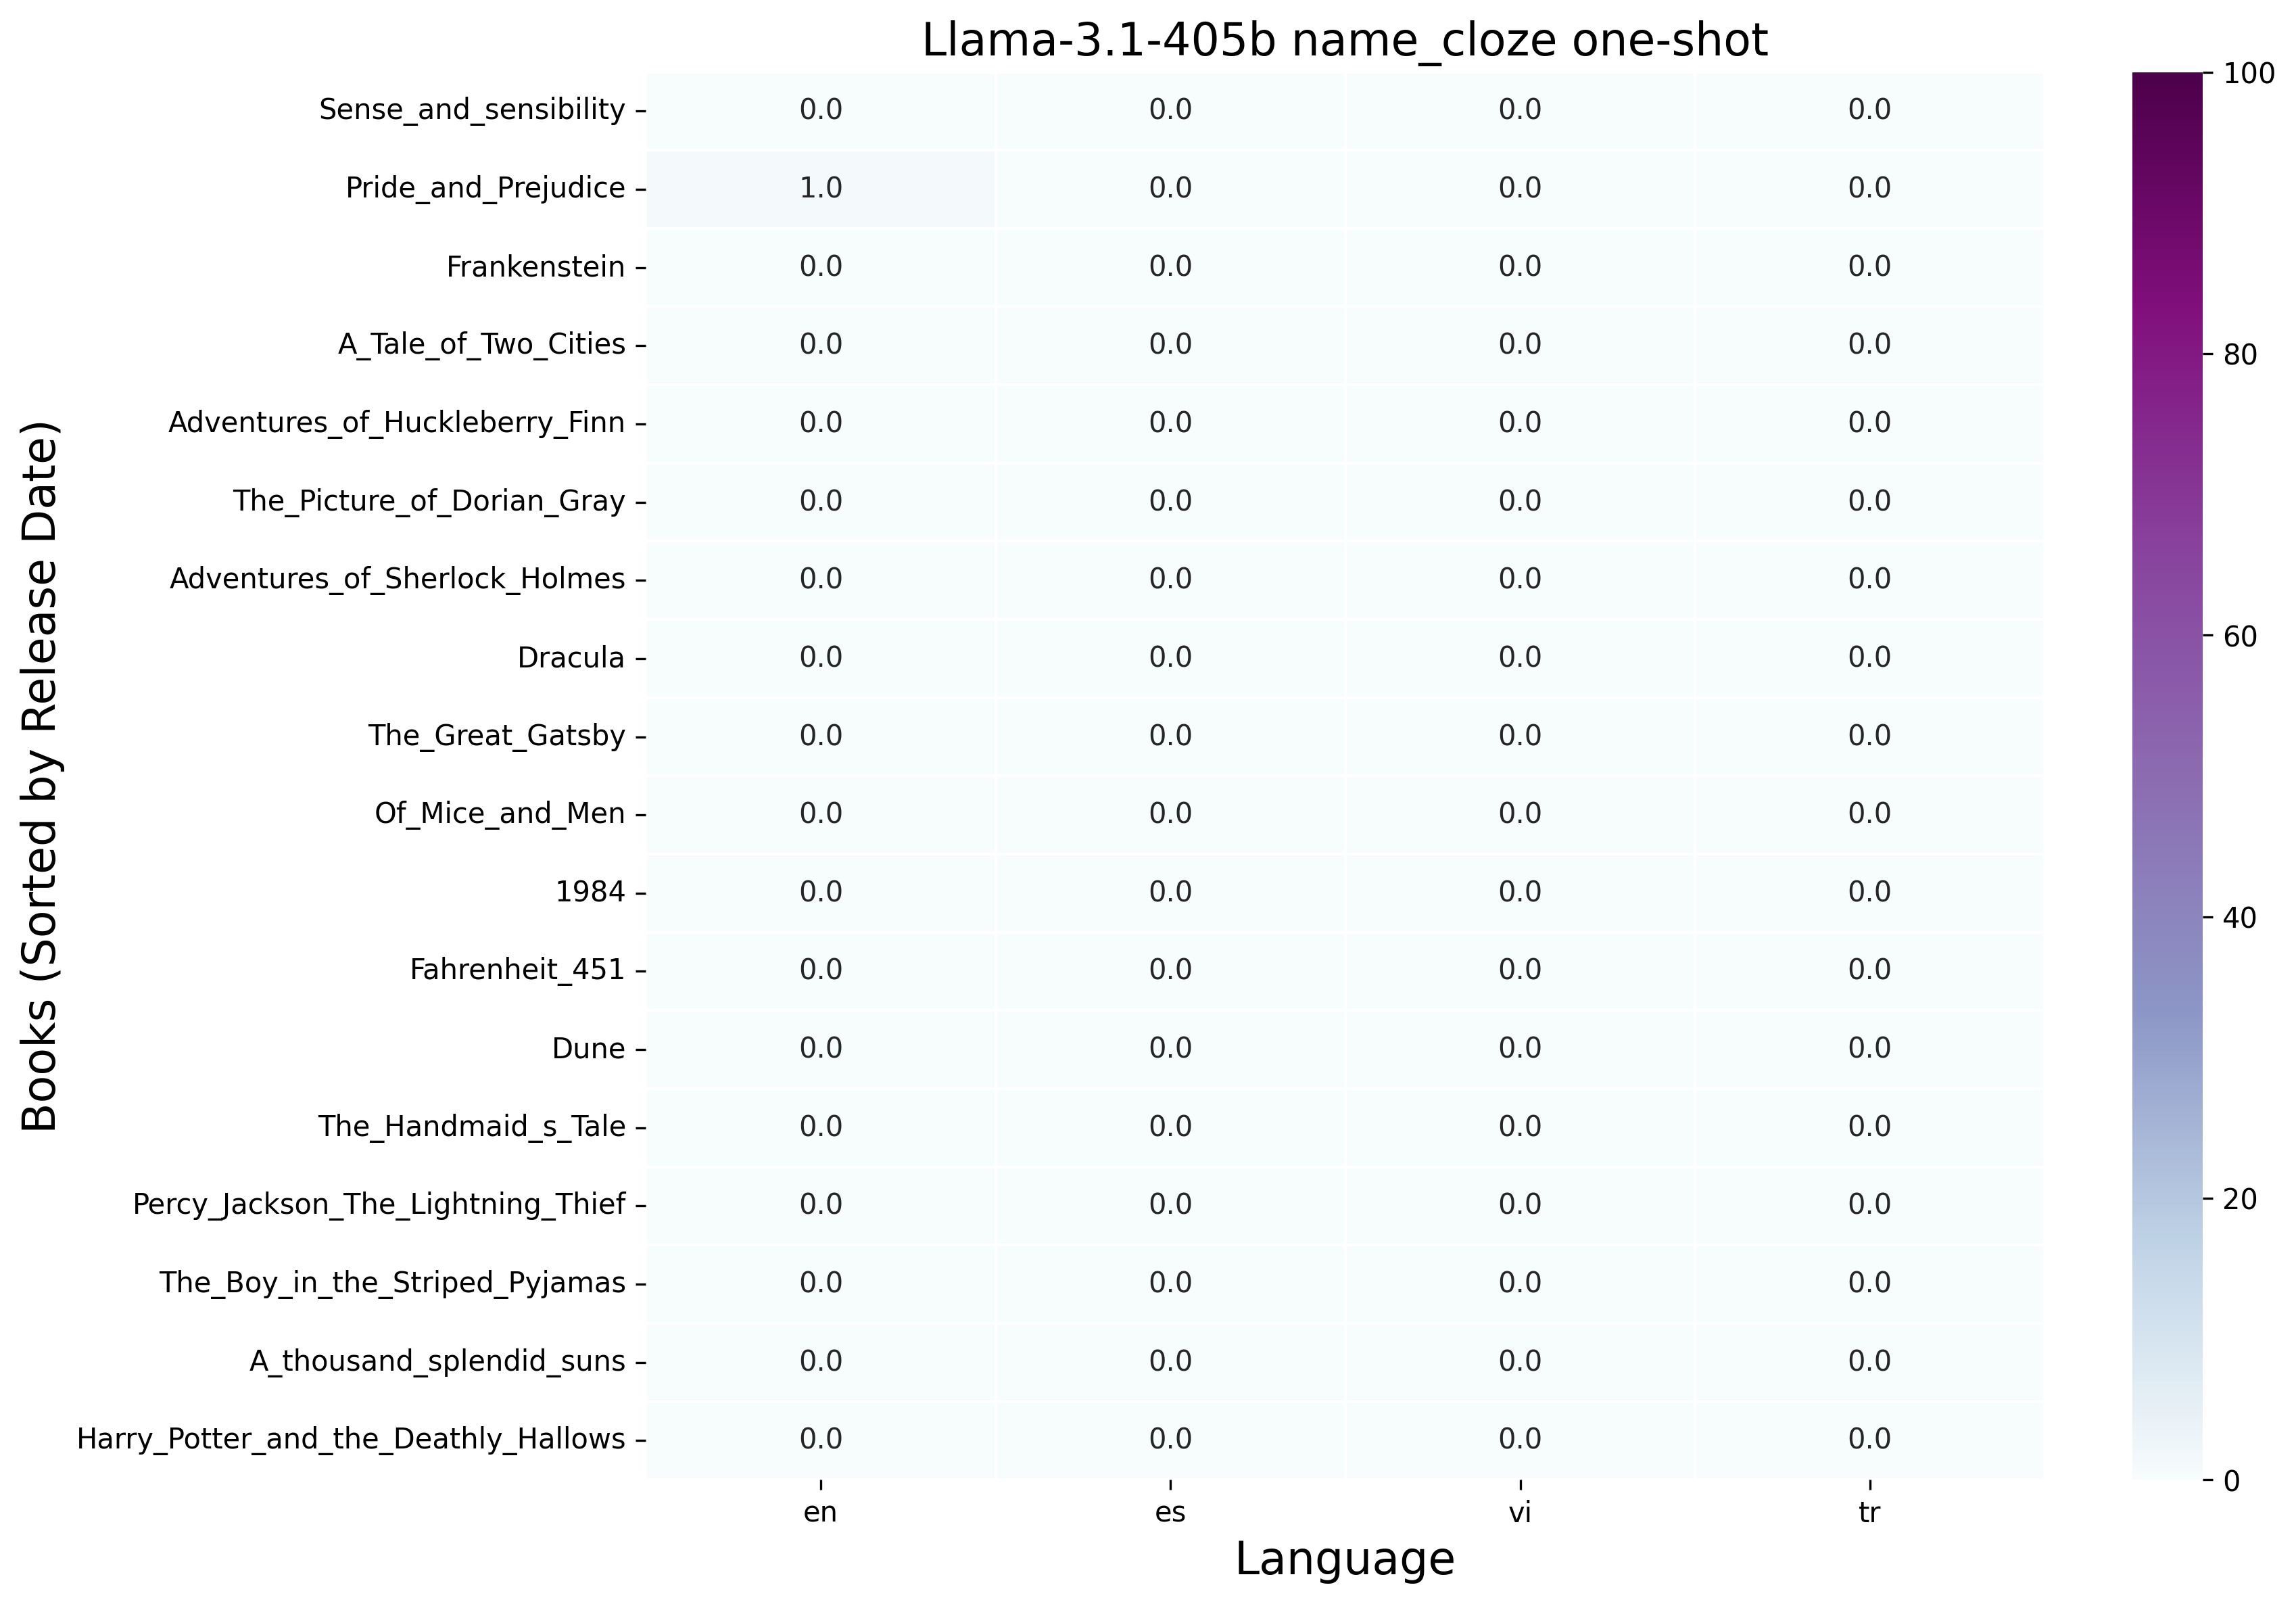 Llama-3.1-405b name_cloze one-shot
Books (Sorted by Release Date)
Sense_and_sensibility 0.0 0.0 0.0 0.0
Pride_and_Prejudice 1.0 0.0 0.0 0.0
Frankenstein 0.0 0.0 0.0 0.0
A_Tale_of_Two_Cities 0.0 0.0 0.0 0.0
Adventures_of_Huckleberry_Finn 0.0 0.0 0.0 0.0
The_Picture_of_Dorian_Gray 0.0 0.0 0.0 0.0
Adventures_of_Sherlock_Holmes 0.0 0.0 0.0 0.0
Dracula 0.0 0.0 0.0 0.0
The_Great_Gatsby 0.0 0.0 0.0 0.0
Of_Mice_and_Men 0.0 0.0 0.0 0.0
1984 0.0 0.0 0.0 0.0
Fahrenheit_451 0.0 0.0 0.0 0.0
Dune 0.0 0.0 0.0 0.0
The_Handmaid_s_Tale 0.0 0.0 0.0 0.0
Percy_Jackson_The_Lightning_Thief 0.0 0.0 0.0 0.0
The_Boy_in_the_Striped_Pyjamas 0.0 0.0 0.0 0.0
A_thousand_splendid_suns 0.0 0.0 0.0 0.0
Harry_Potter_and_the_Deathly_Hallows 0.0 0.0 0.0 0.0
en es vi tr
Language
100
80
60
40
20
0